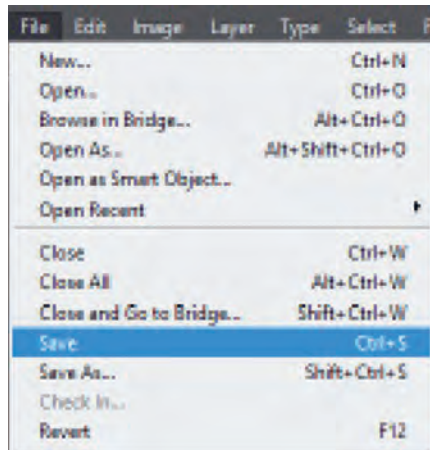 File Edit Image Layer Type Select
New... Ctrl+N
Open... Ctrl+O
Browse in Bridge... Alt+Ctrl+O
Open As... Alt+Shift+Ctrl+O
Open as Smart Object...
Open Recent
Close Ctrl+W
Close All Alt+Ctrl+W
Close and Go to Bridge... Shift+Ctrl+W
Save Ctrl+S
Save As... Shift+Ctrl+S
Check In...
Revert F12